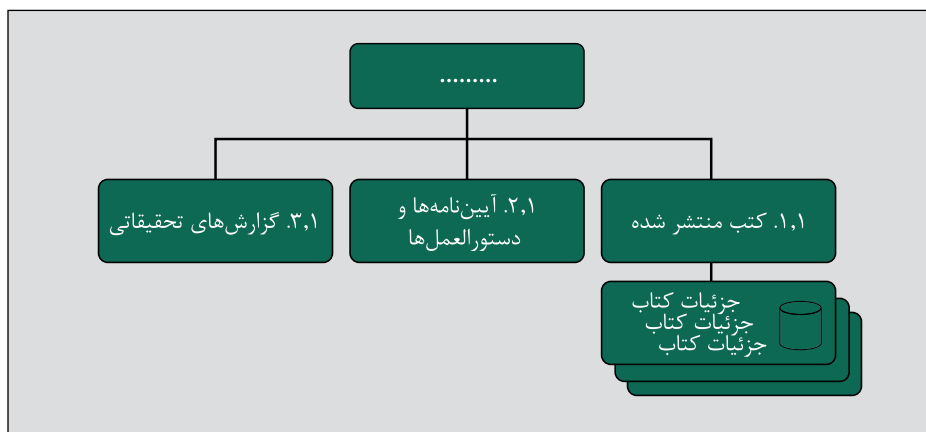 .........
۱٫۱. کتب منتشر شده
۲٫۱. آیین‌نامه‌ها و
دستورالعمل‌ها
۳٫۱. گزارش‌های تحقیقاتی
جزئیات کتاب
جزئیات کتاب
جزئیات کتاب